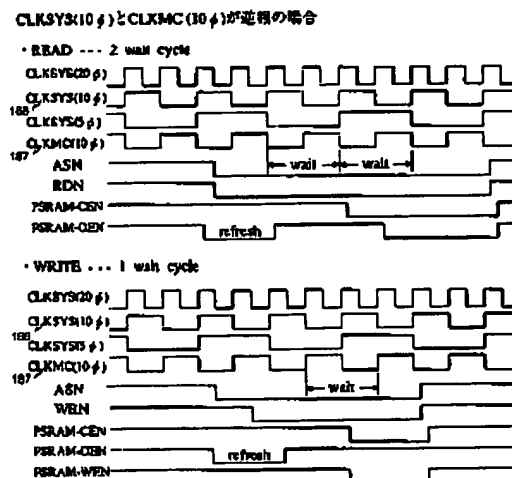 CLKSYS(10φ)とCLKMC(10φ)が逆相の場合
・READ --- 2 wait cycle
CLKSYS(20φ)
CLKSYS(10φ)
188
CLKSYS(5φ)
187
CLKMC(10φ)
wait wait
ASN
RDN
PSRAM-CEN
PSRAM-OEN
refresh
・WRITE ... 1 wait cycle
CLKSYS(20φ)
CLKSYS(10φ)
188
CLKSYS(5φ)
187
CLKMC(10φ)
wait
ASN
WEN
PSRAM-CEN
PSRAM-OEN
refresh
PSRAM-WEN